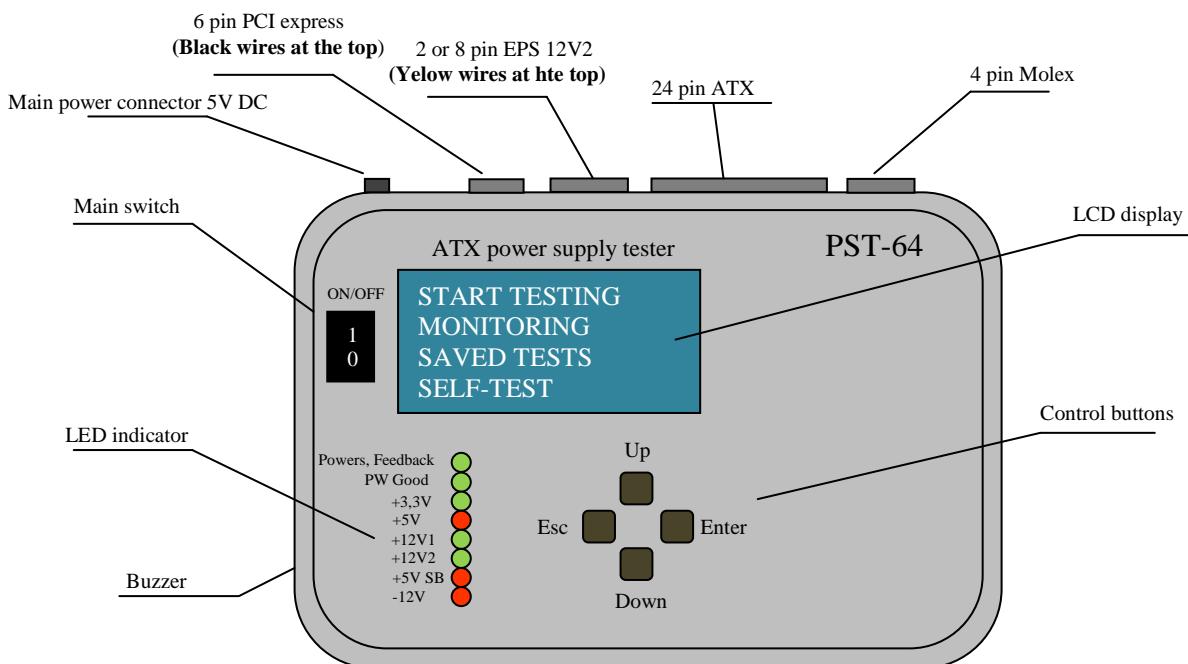 6 pin PCI express
(Black wires at the top)
2 or 8 pin EPS 12V2
(Yelow wires at hte top)
24 pin ATX
4 pin Molex
Main power connector 5V DC
Main switch
LCD display
ATX power supply tester
PST-64
ON/OFF
1
0
START TESTING
MONITORING
SAVED TESTS
SELF-TEST
LED indicator
Control buttons
Powers, Feedback
PW Good
+3,3V
+5V
+12V1
+12V2
+5V SB
-12V
Up
Esc
Enter
Down
Buzzer